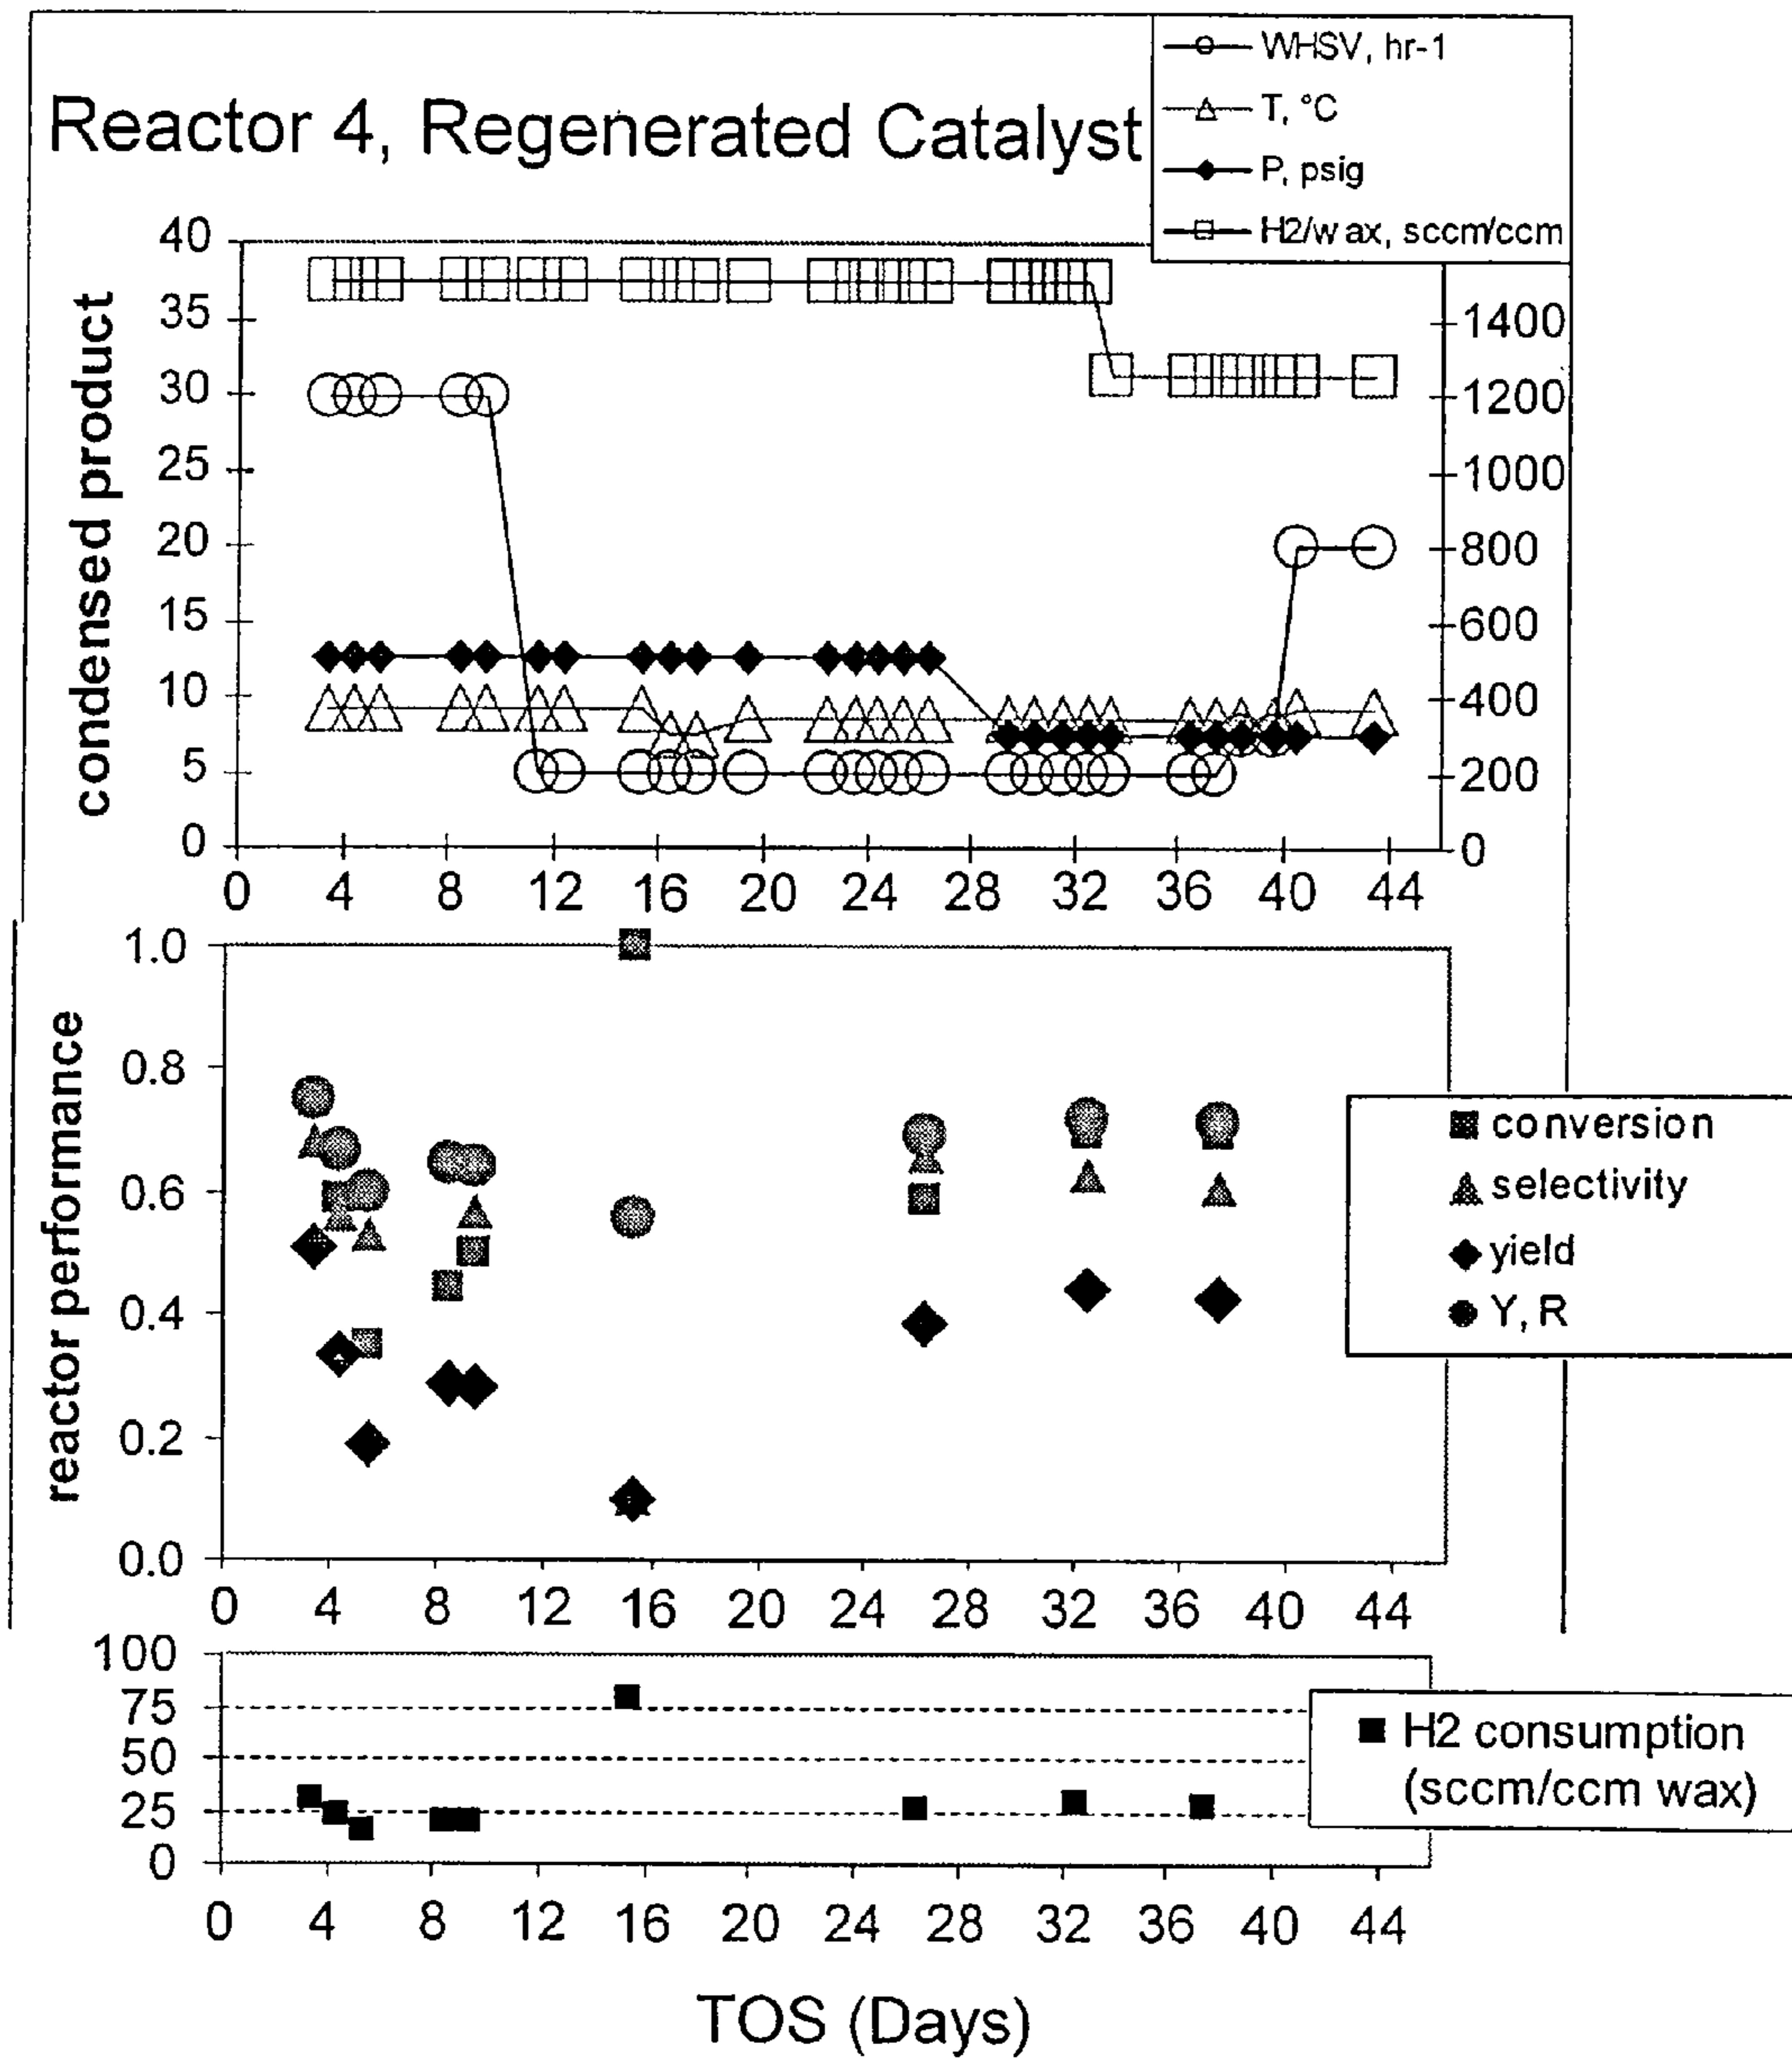 WHSV, hr-1
T, °C
P, psig
H2/wax, sccm/ccm
Reactor 4, Regenerated Catalyst
condensed product
40
35
30
25
20
15
10
5
0
1400
1200
1000
800
600
400
200
0
0 4 8 12 16 20 24 28 32 36 40 44
reactor performance
1.0
0.8
0.6
0.4
0.2
0.0
conversion
selectivity
yield
Y, R
0 4 8 12 16 20 24 28 32 36 40 44
100
75
50
25
0
H2 consumption
(sccm/ccm wax)
0 4 8 12 16 20 24 28 32 36 40 44
TOS (Days)